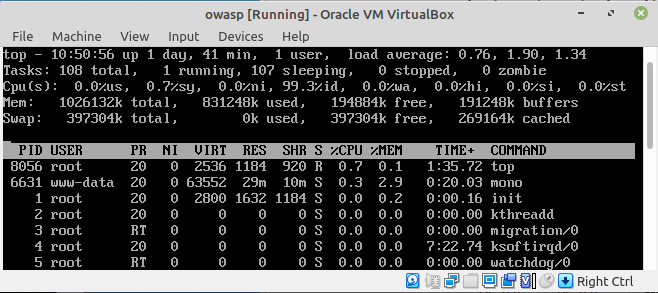 owasp [Running] - Oracle VM VirtualBox
File Machine View Input Devices Help
top - 10:50:56 up 1 day, 41 min, 1 user, load average: 0.76, 1.90, 1.34
Tasks: 108 total, 1 running, 107 sleeping, 0 stopped, 0 zombie
Cpu(s): 0.0%us, 0.7%sy, 0.0%ni, 99.3%id, 0.0%wa, 0.0%hi, 0.0%si, 0.0%st
Mem: 1026132k total, 831248k used, 194884k free, 191248k buffers
Swap: 397304k total, 0k used, 397304k free, 269164k cached
PID USER PR NI VIRT RES SHR S %CPU %MEM TIME+ COMMAND
8056 root 20 0 2536 1184 920 R 0.7 0.1 1:35.72 top
6631 www-data 20 0 63552 29m 10m S 0.3 2.9 0:20.03 mono
1 root 20 0 2800 1632 1184 S 0.0 0.2 0:00.16 init
2 root 20 0 0 0 0 S 0.0 0.0 0:00.00 kthreadd
3 root RT 0 0 0 0 S 0.0 0.0 0:00.00 migration/0
4 root 20 0 0 0 0 S 0.0 0.0 7:22.74 ksoftirqd/0
5 root RT 0 0 0 0 S 0.0 0.0 0:00.00 watchdog/0
Right Ctrl